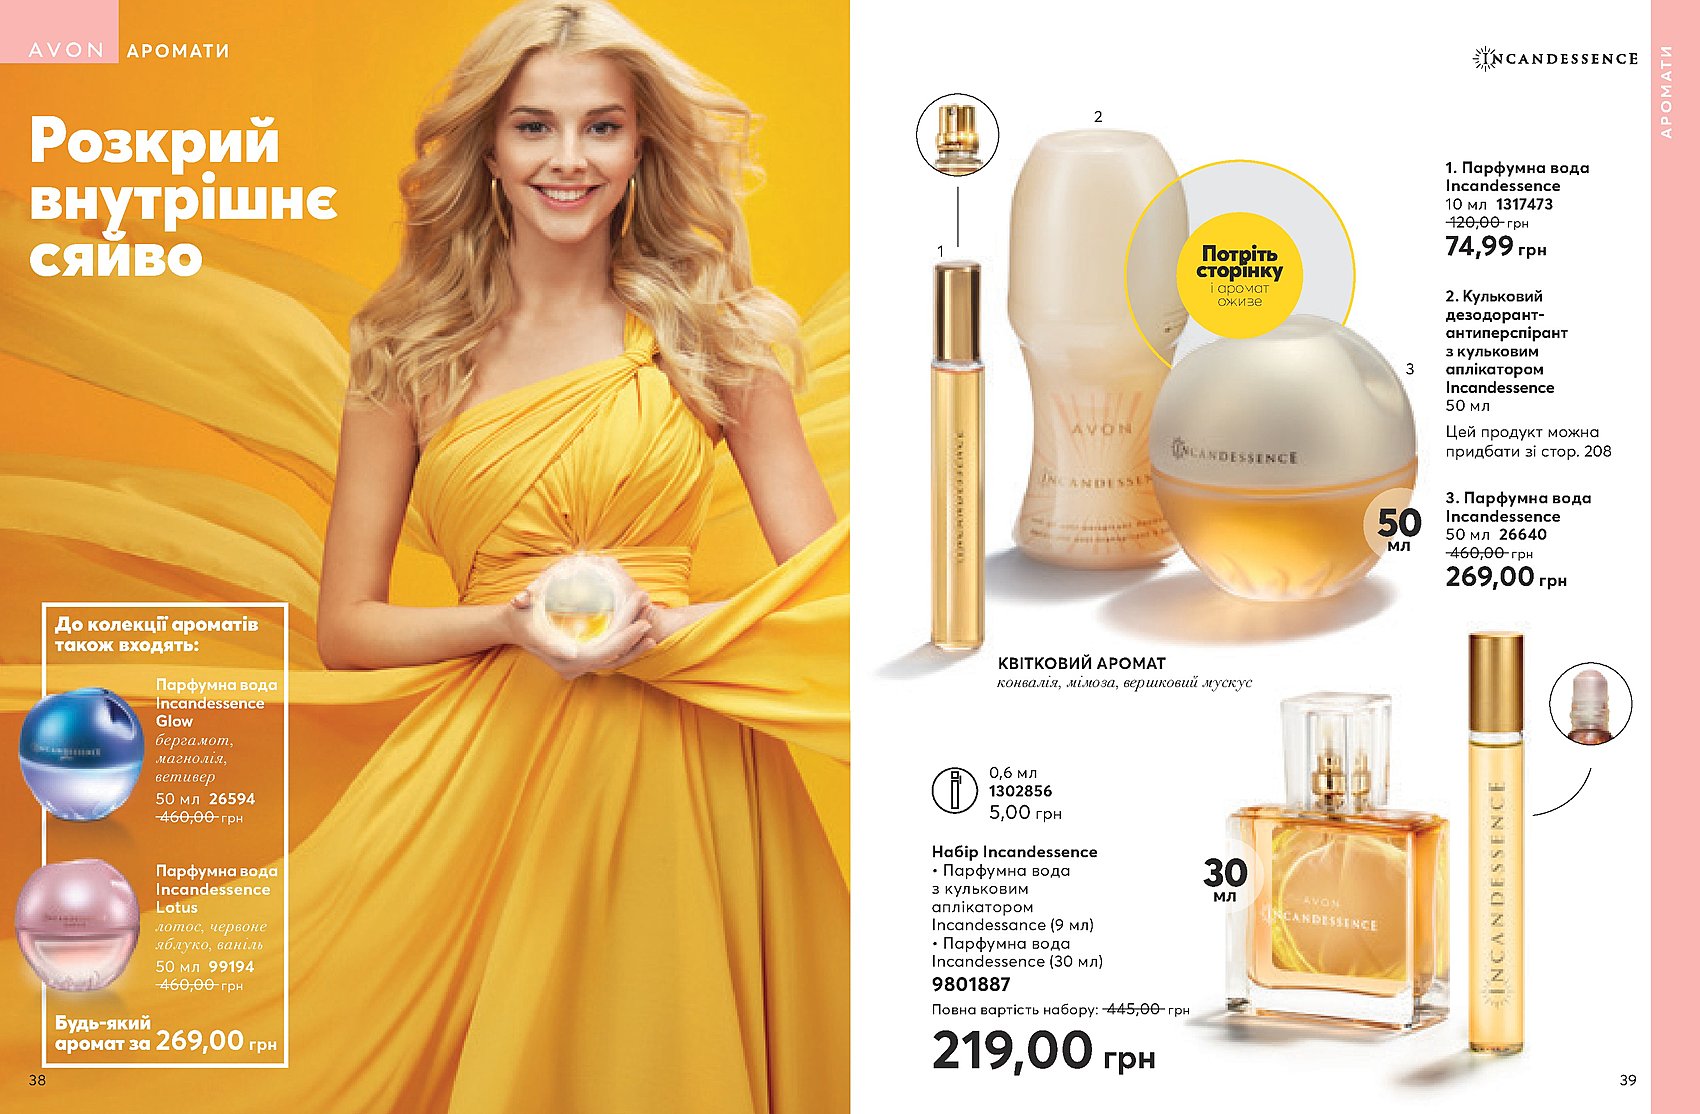 AVON АРОМАТИ
Розкрий
внутрішнє
сяйво
До колекції ароматів
також входять:
Парфумна вода
Incandessence
Glow
бергамот,
магнолія,
ветивер
50 мл 26594
460,00 грн
INCANDESSENCE
Парфумна вода
Incandessence
Lotus
лотос, червоне
яблуко, ваніль
50 мл 99194
460,00 грн
INCANDESSENCE
Будь-який
аромат за 269,00 грн
38
INCANDESSENCE
АРОМАТИ
1
2
3
Потріть
сторінку
і аромат
оживе
INCANDESSENCE
AVON
INCANDESSEN
INCANDESSENCE
50
мл
1. Парфумна вода
Incandessence
10 мл 1317473
120,00 грн
74,99 грн
2. Кульковий
дезодорант-
антиперспірант
з кульковим
аплікатором
Incandessence
50 мл
Цей продукт можна
придбати зі стор. 208
3. Парфумна вода
Incandessence
50 мл 26640
460,00 грн
269,00 грн
КВІТКОВИЙ АРОМАТ
конвалія, мімоза, вершковий мускус
0,6 мл
1302856
5,00 грн
Набір Incandessence
• Парфумна вода
з кульковим
аплікатором
Incandessance (9 мл)
• Парфумна вода
Incandessence (30 мл)
9801887
Повна вартість набору: 445,00 грн
219,00 грн
30
мл
AVON
INCANDESSENCE
INCANDESSENCE
39